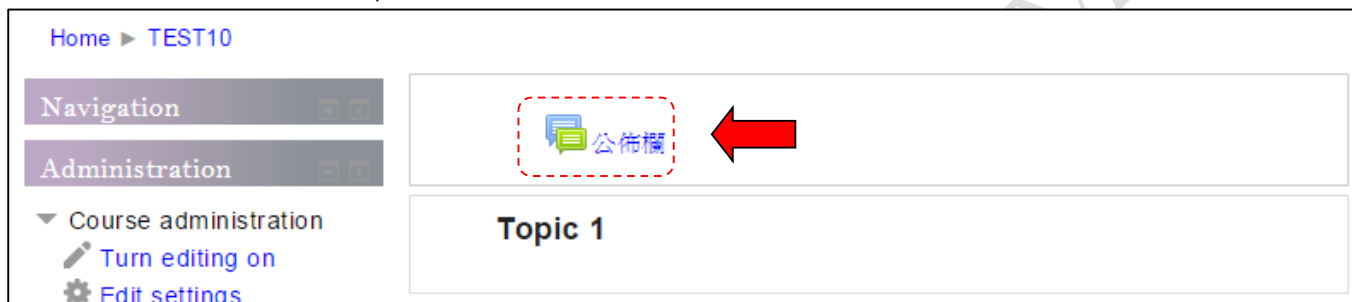 Home ► TEST10
Navigation
Administration
Course administration
Turn editing on
Edit settings
公佈欄
Topic 1